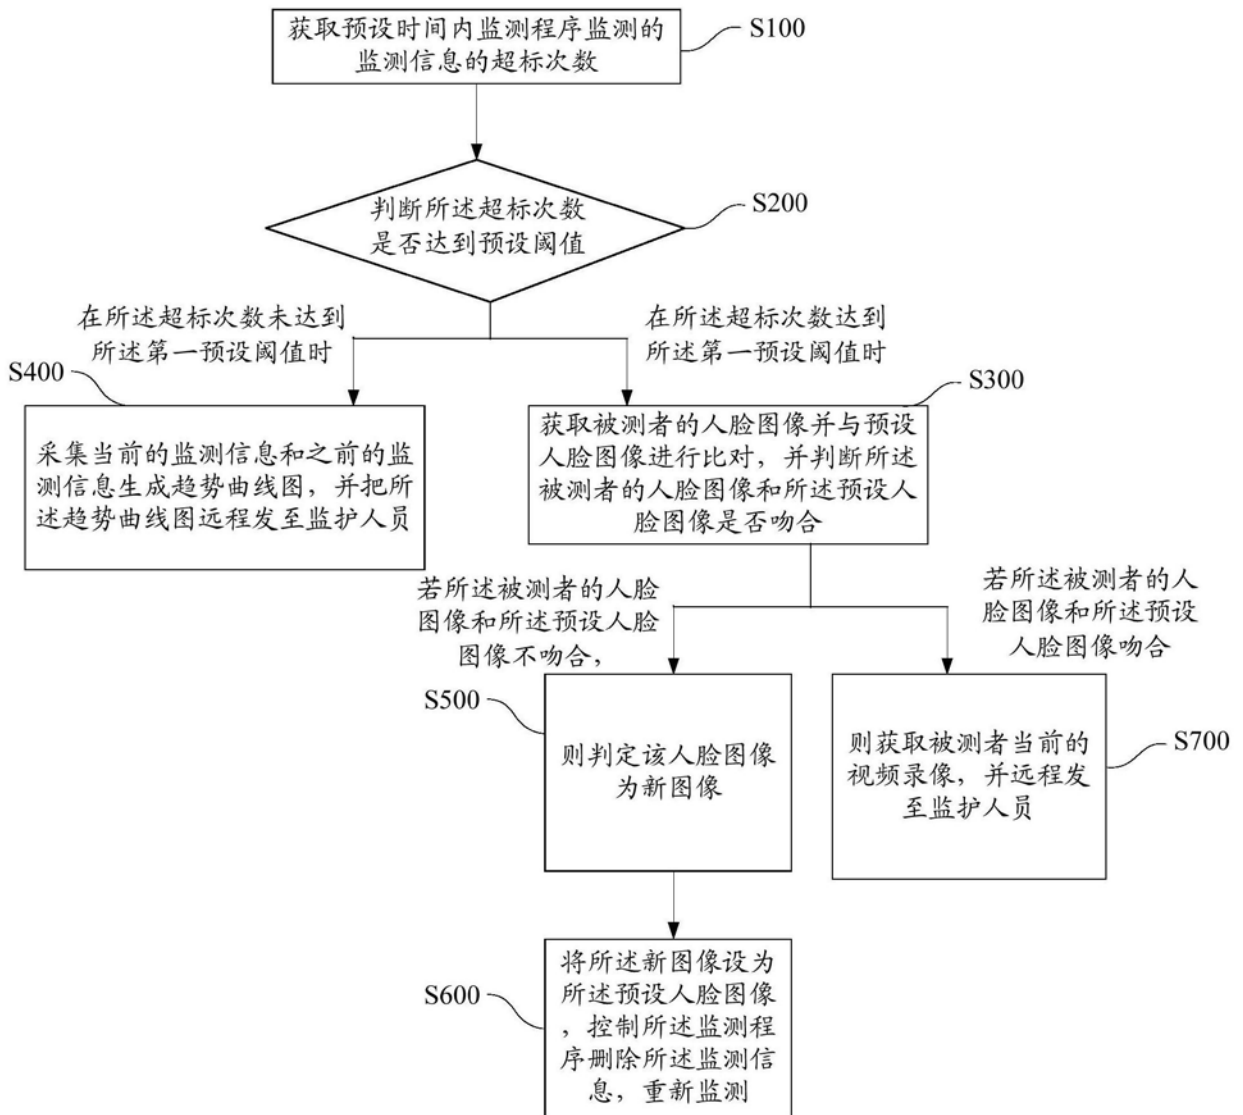 获取预设时间内监测程序监测的
监测信息的超标次数
S100
判断所述超标次数
是否达到预设阈值
S200
在所述超标次数未达到
所述第一预设阈值时
在所述超标次数达到
所述第一预设阈值时
S400
S300
采集当前的监测信息和之前的监
测信息生成趋势曲线图，并把所
述趋势曲线图远程发至监护人员
获取被测者的人脸图像并与预设
人脸图像进行比对，并判断所述
被测者的人脸图像和所述预设人
脸图像是否吻合
若所述被测者的人脸
图像和所述预设人脸
图像不吻合，
若所述被测者的人
脸图像和所述预设
人脸图像吻合
S500
则判定该人脸图像
为新图像
则获取被测者当前的
视频录像，并远程发
至监护人员
S700
S600
将所述新图像设为
所述预设人脸图像
，控制所述监测程
序删除所述监测信
息，重新监测